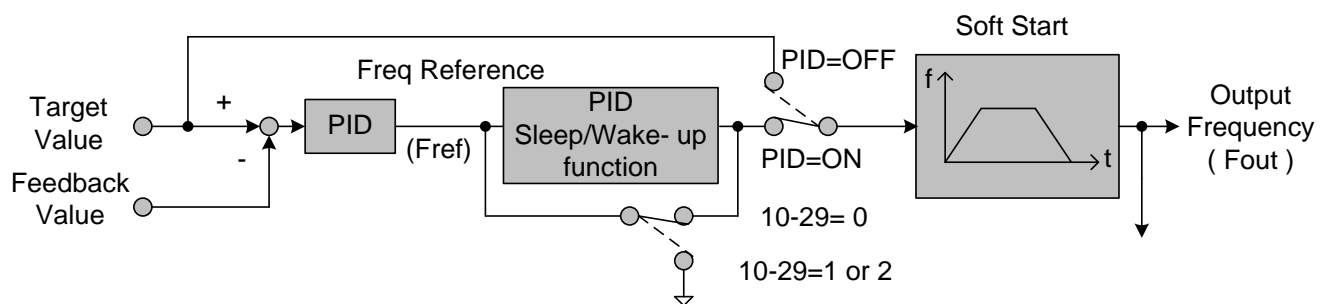 Soft Start
PID=OFF
f
Freq Reference
Target
Value
+
PID
PID
Sleep/Wake- up
function
Output
Frequency
( Fout )
-
(Fref)
PID=ON
t
Feedback
Value
10-29= 0
10-29=1 or 2